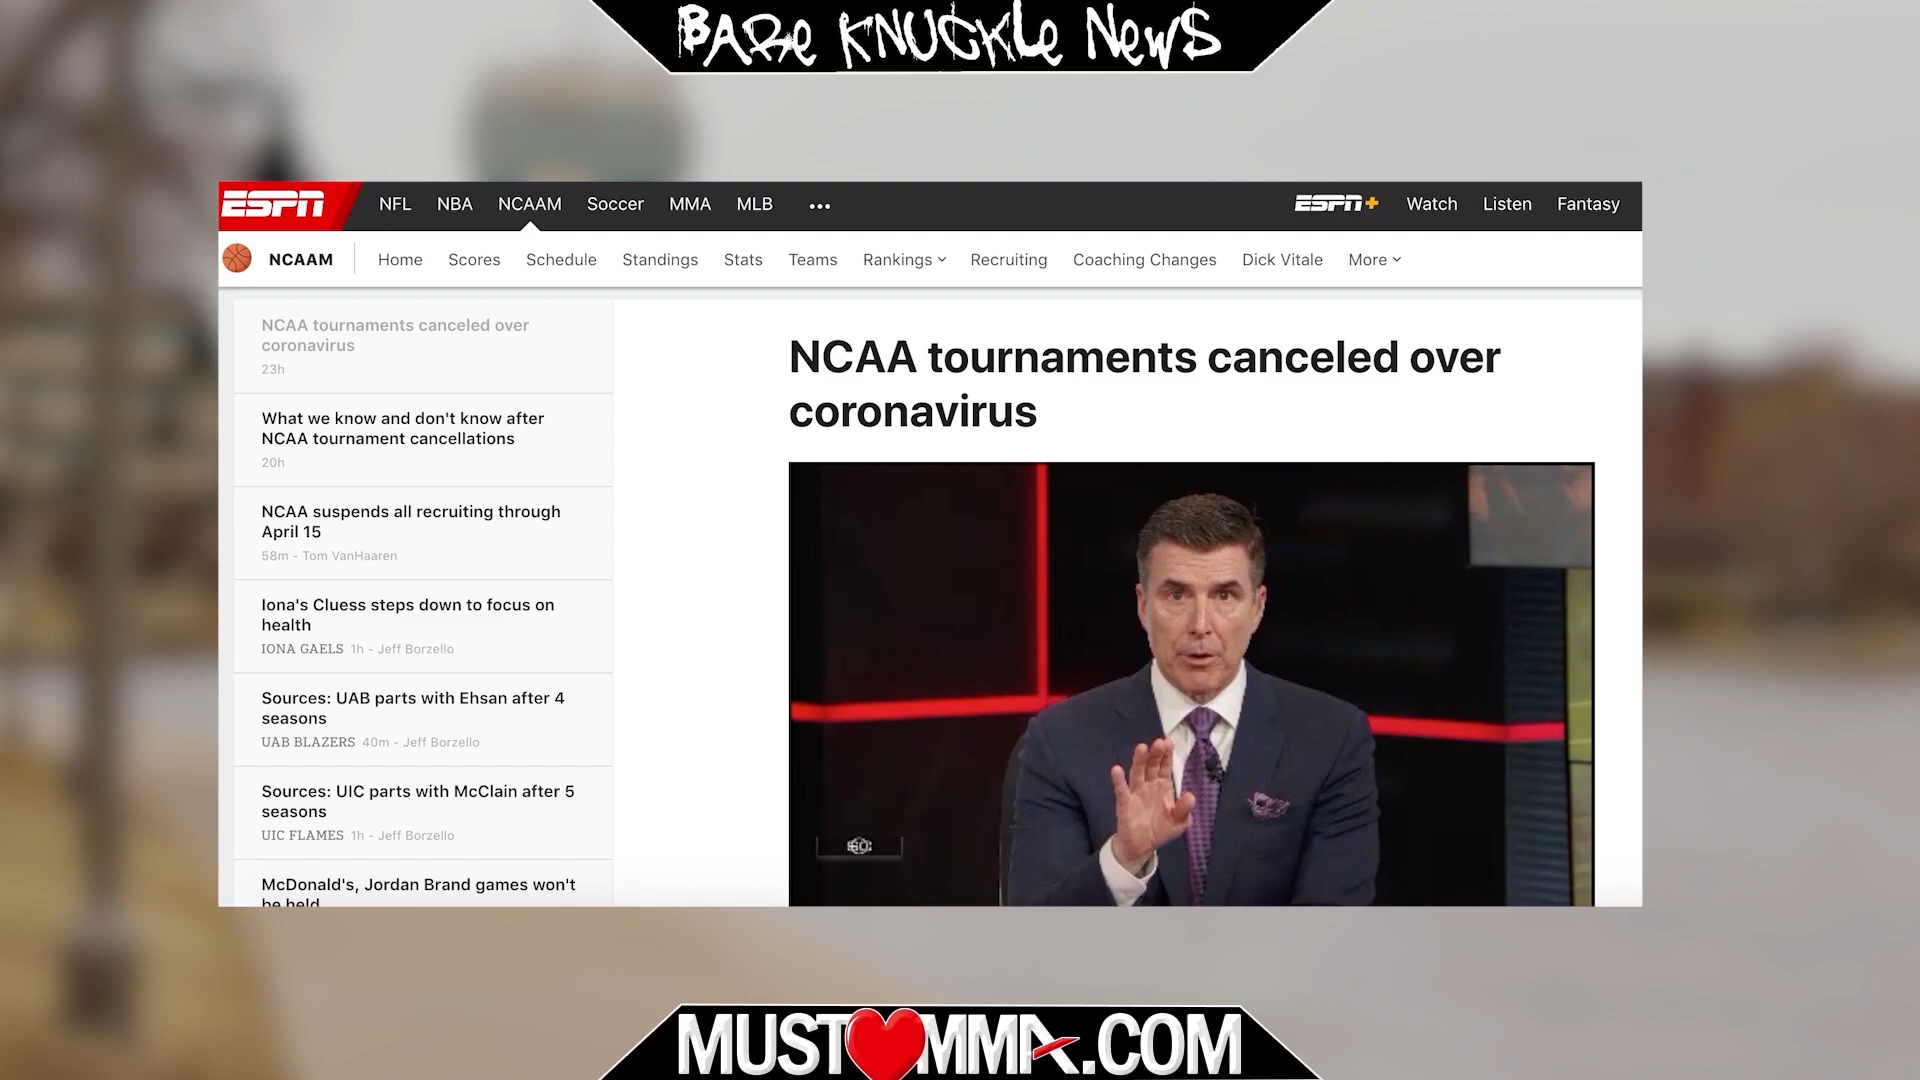 BARE KNUCKLE NEWS
ESPN NFL NBA NCAAM Soccer MMA MLB ••• ESPN+ Watch Listen Fantasy
NCAAM Home Scores Schedule Standings Stats Teams Rankings Recruiting Coaching Changes Dick Vitale More
NCAA tournaments canceled over
coronavirus
23h
What we know and don't know after
NCAA tournament cancellations
20h
NCAA suspends all recruiting through
April 15
58m - Tom VanHaaren
Iona's Cluess steps down to focus on
health
IONA GAELS 1h - Jeff Borzello
Sources: UAB parts with Ehsan after 4
seasons
UAB BLAZERS 40m - Jeff Borzello
Sources: UIC parts with McClain after 5
seasons
UIC FLAMES 1h - Jeff Borzello
McDonald's, Jordan Brand games won't
be held
NCAA tournaments canceled over
coronavirus
SC
MUST❤MMA.COM